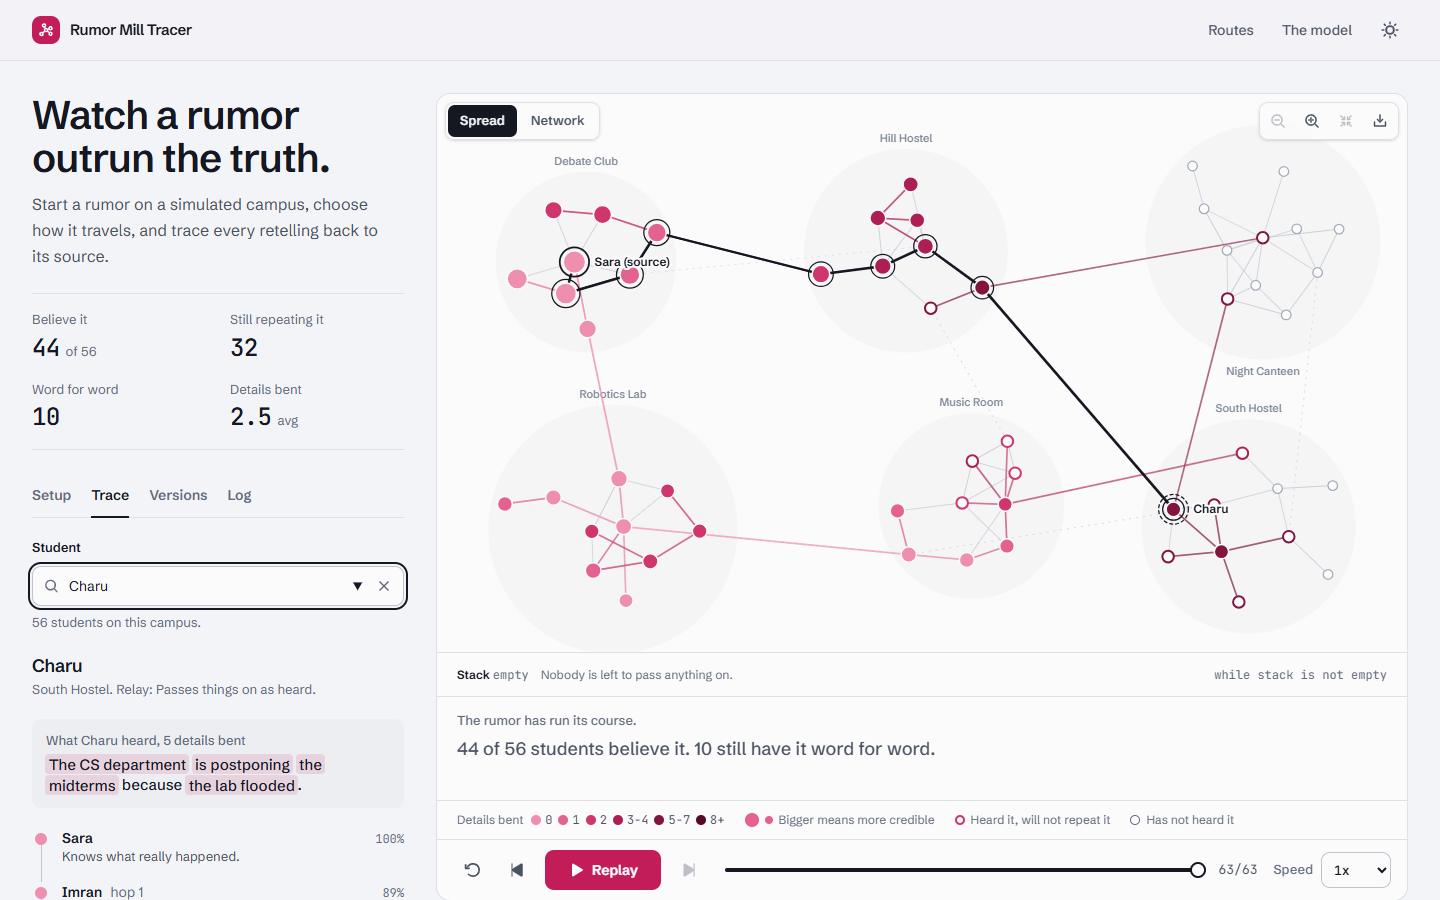 Rumor Mill Tracer
Routes
The model
Watch a rumor
outrun the truth.
Start a rumor on a simulated campus, choose
how it travels, and trace every retelling back to
its source.
Believe it
44 of 56
Still repeating it
32
Word for word
10
Details bent
2.5 avg
Setup
Trace
Versions
Log
Student
Charu
56 students on this campus.
Charu
South Hostel. Relay: Passes things on as heard.
What Charu heard, 5 details bent
The CS department is postponing the
midterms because the lab flooded.
Sara
100%
Knows what really happened.
Imran hop 1
89%
Spread
Network
Debate Club
Hill Hostel
Sara (source)
Night Canteen
Robotics Lab
Music Room
South Hostel
Charu
Stack empty Nobody is left to pass anything on.
while stack is not empty
The rumor has run its course.
44 of 56 students believe it. 10 still have it word for word.
Details bent 0 1 2 3-4 5-7 8+ Bigger means more credible Heard it, will not repeat it Has not heard it
Replay
63/63
Speed
1x